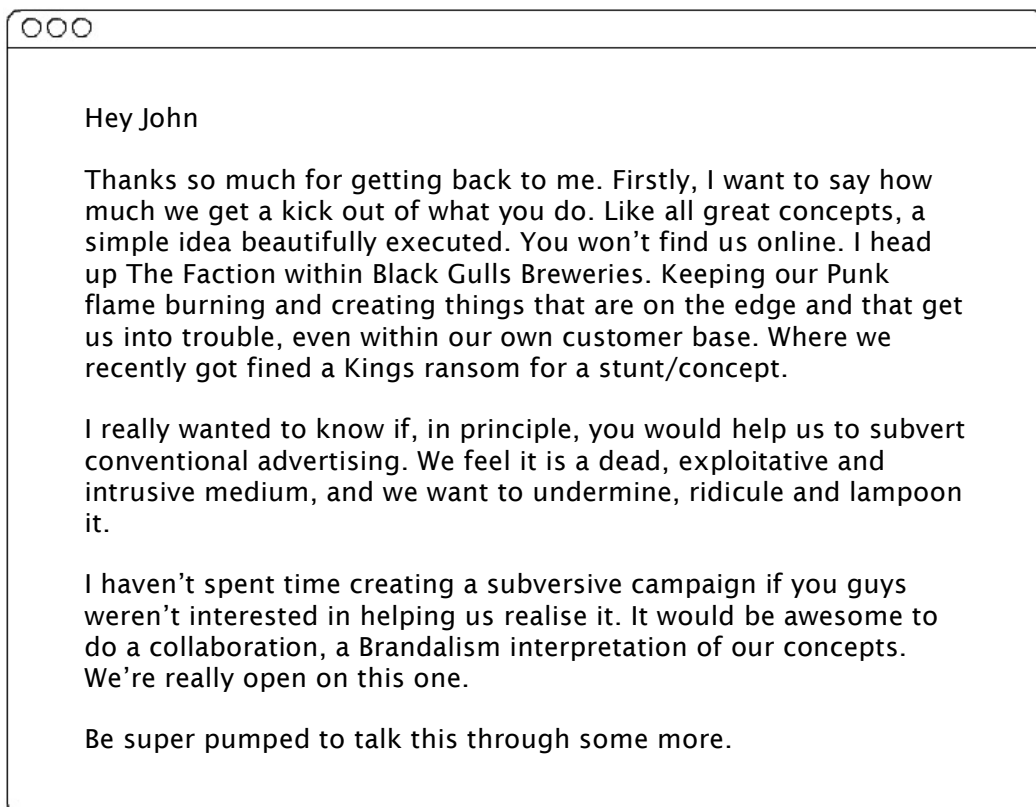 Hey John
Thanks so much for getting back to me. Firstly, I want to say how
much we get a kick out of what you do. Like all great concepts, a
simple idea beautifully executed. You won’t find us online. I head
up The Faction within Black Gulls Breweries. Keeping our Punk
flame burning and creating things that are on the edge and that get
us into trouble, even within our own customer base. Where we
recently got fined a Kings ransom for a stunt/concept.
I really wanted to know if, in principle, you would help us to subvert
conventional advertising. We feel it is a dead, exploitative and
intrusive medium, and we want to undermine, ridicule and lampoon
it.
I haven’t spent time creating a subversive campaign if you guys
weren’t interested in helping us realise it. It would be awesome to
do a collaboration, a Brandalism interpretation of our concepts.
We’re really open on this one.
Be super pumped to talk this through some more.